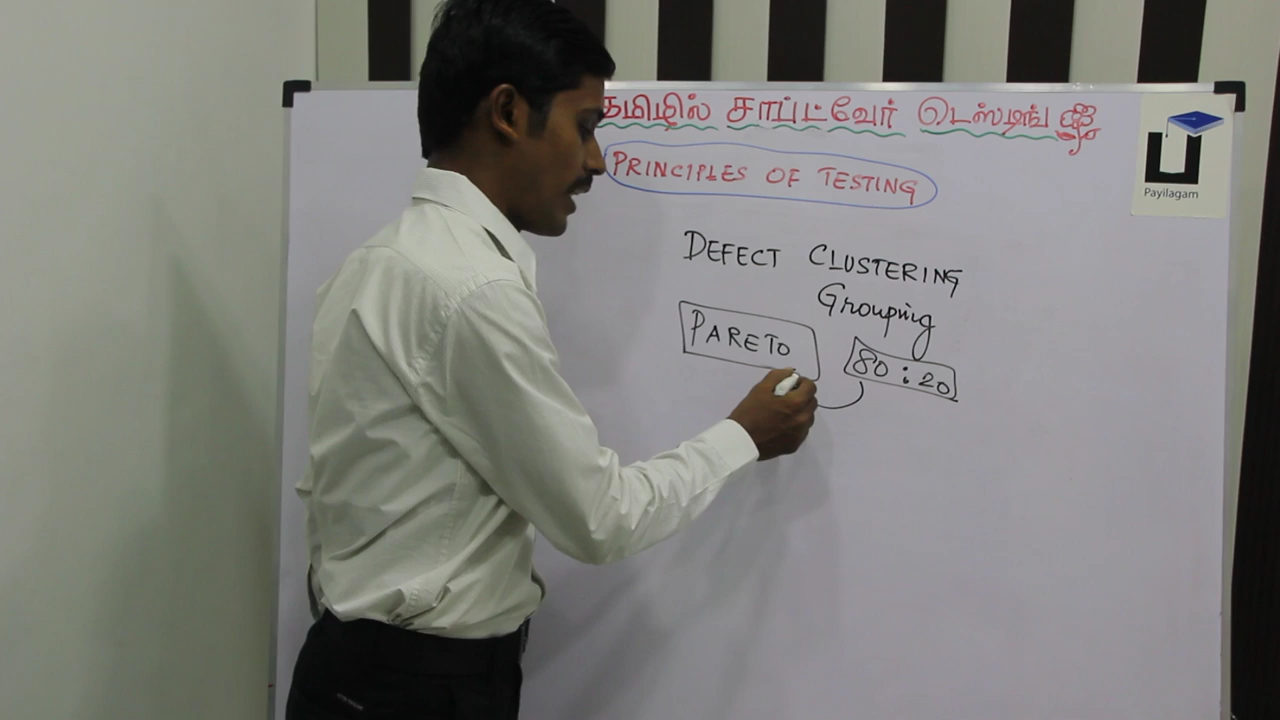 தமிழில் சாப்ட்வேர் டெஸ்டிங்
PRINCIPLES OF TESTING
Payilagam
DEFECT CLUSTERING
Grouping
PARETO
80 : 20